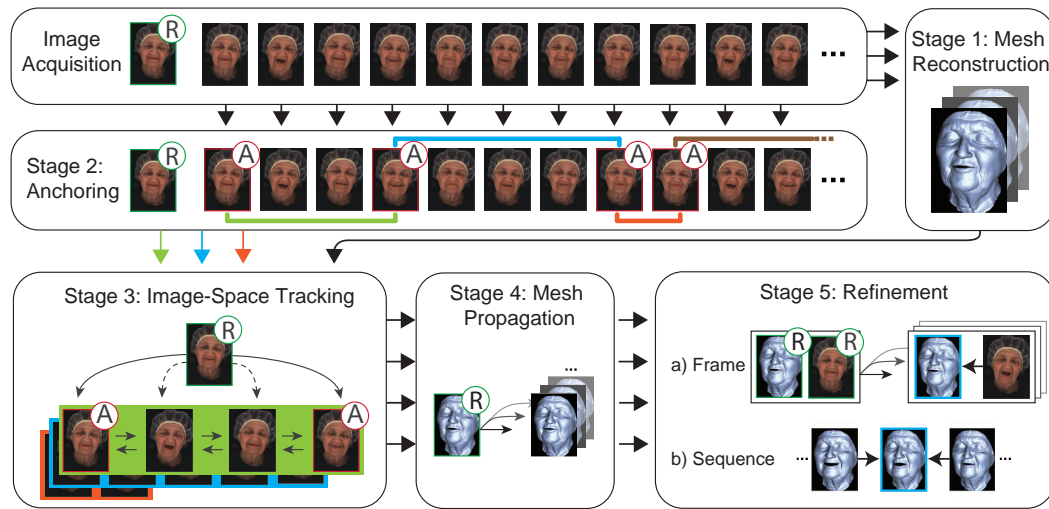 Image
Acquisition
R
...
Stage 1: Mesh
Reconstruction
Stage 2:
Anchoring
R
A
A
A
A
...
Stage 3: Image-Space Tracking
R
A
A
Stage 4: Mesh
Propagation
...
R
Stage 5: Refinement
a) Frame
R
R
b) Sequence
...
...